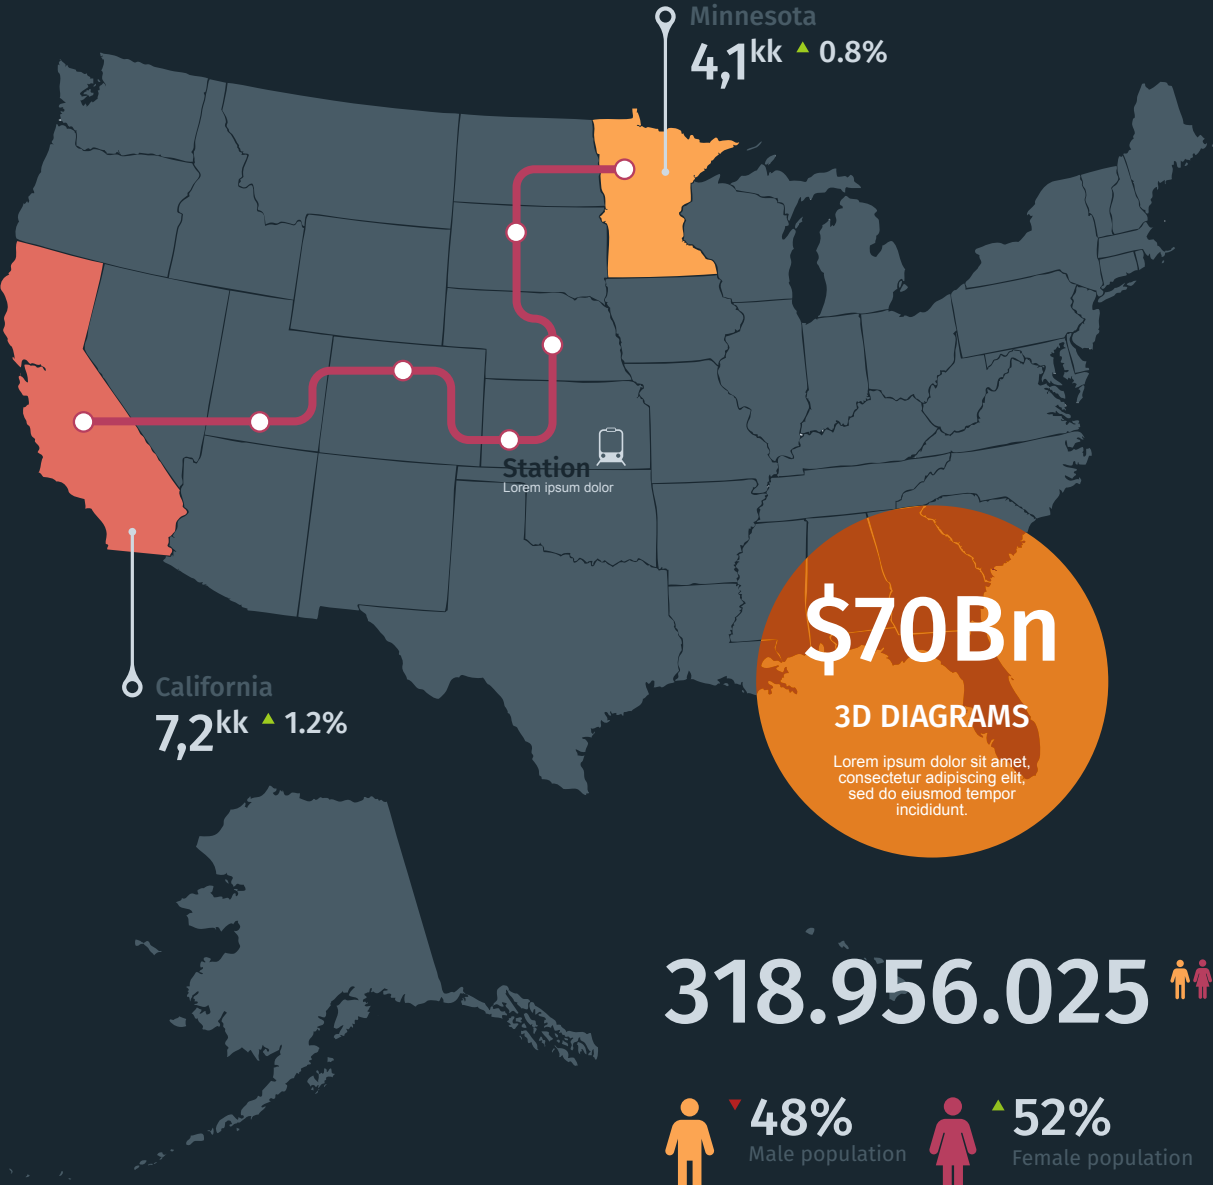 Minnesota
4,1kk 0.8%
Station
Lorem ipsum dolor
$70Bn
3D DIAGRAMS
Lorem ipsum dolor sit amet,
consectetur adipiscing elit,
sed do eiusmod tempor
incididunt.
California
7,2kk 1.2%
318.956.025
48%
Male population
52%
Female population